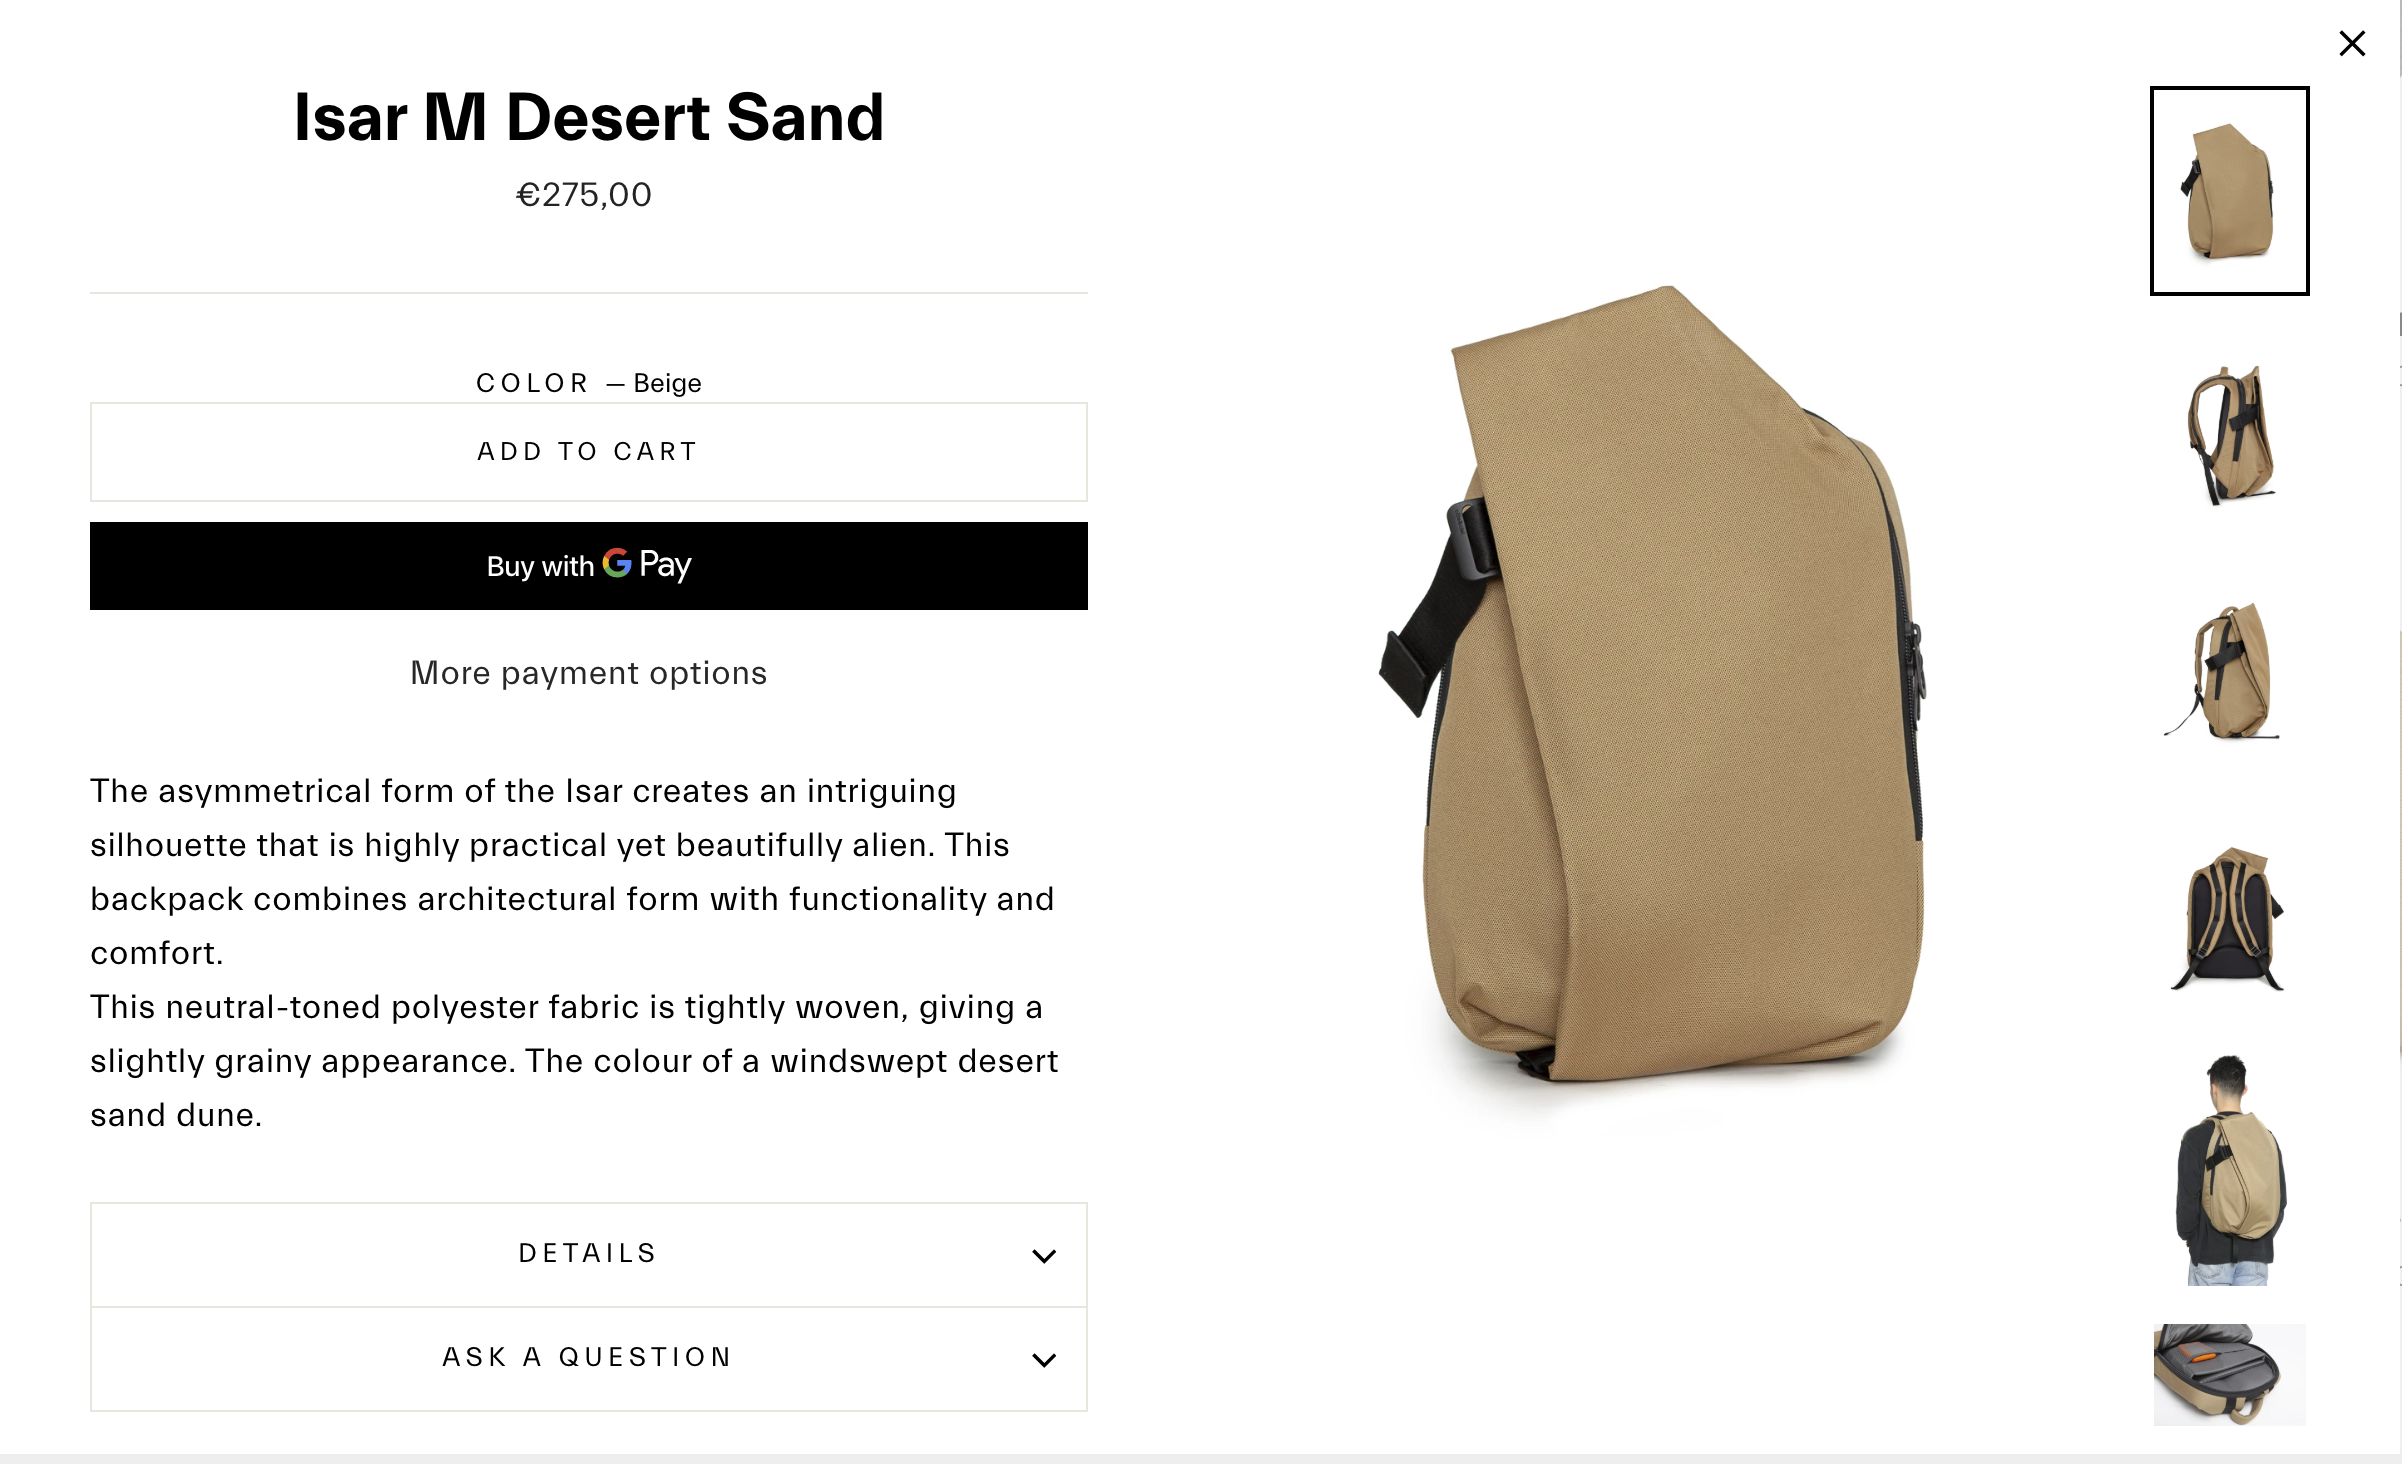 Isar M Desert Sand
€275,00
COLOR — Beige
ADD TO CART
Buy with G Pay
More payment options
The asymmetrical form of the Isar creates an intriguing
silhouette that is highly practical yet beautifully alien. This
backpack combines architectural form with functionality and
comfort.
This neutral-toned polyester fabric is tightly woven, giving a
slightly grainy appearance. The colour of a windswept desert
sand dune.
DETAILS
ASK A QUESTION